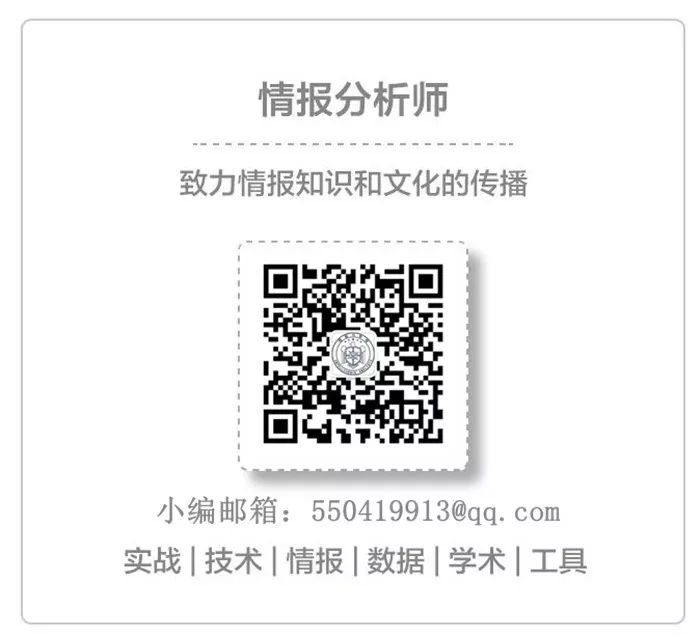 情报分析师
致力情报知识和文化的传播
小编邮箱：550419913@qq.com
实战 | 技术 | 情报 | 数据 | 学术 | 工具